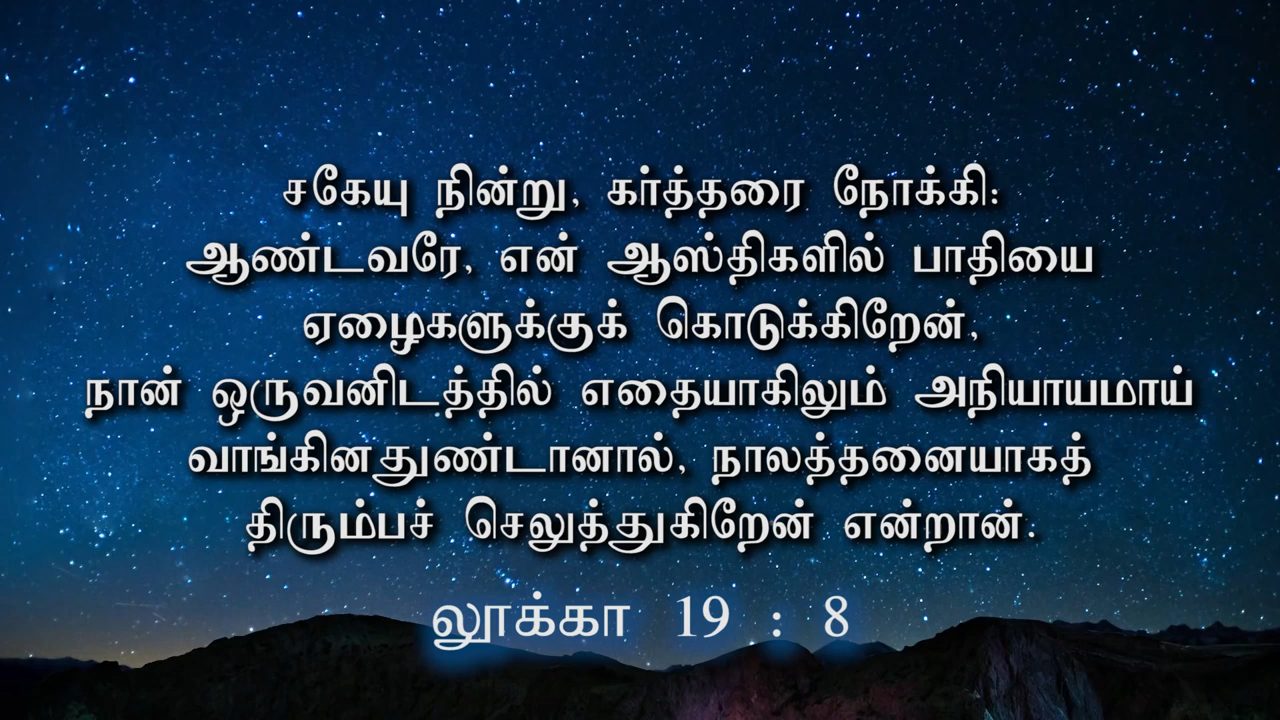 சகேயு நின்று, கர்த்தரை நோக்கி:
ஆண்டவரே, என் ஆஸ்திகளில் பாதியை
ஏழைகளுக்குக் கொடுக்கிறேன்,
நான் ஒருவனிடத்தில் எதையாகிலும் அநியாயமாய்
வாங்கினதுண்டானால், நாலத்தனையாகத்
திரும்பச் செலுத்துகிறேன் என்றான்.
லூக்கா 19 : 8